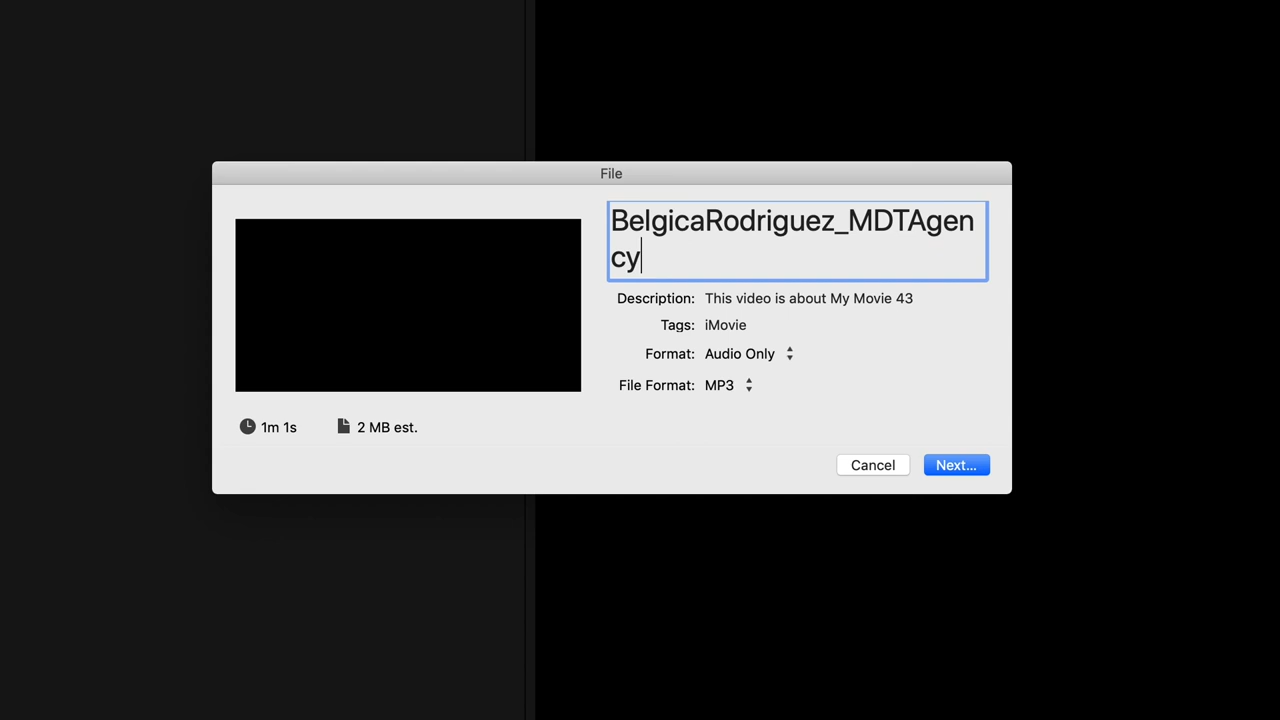 File
BelgicaRodriguez_MDTAgen
cy
Description: This video is about My Movie 43
Tags: iMovie
Format: Audio Only
File Format: MP3
1m 1s 2 MB est.
Cancel Next...